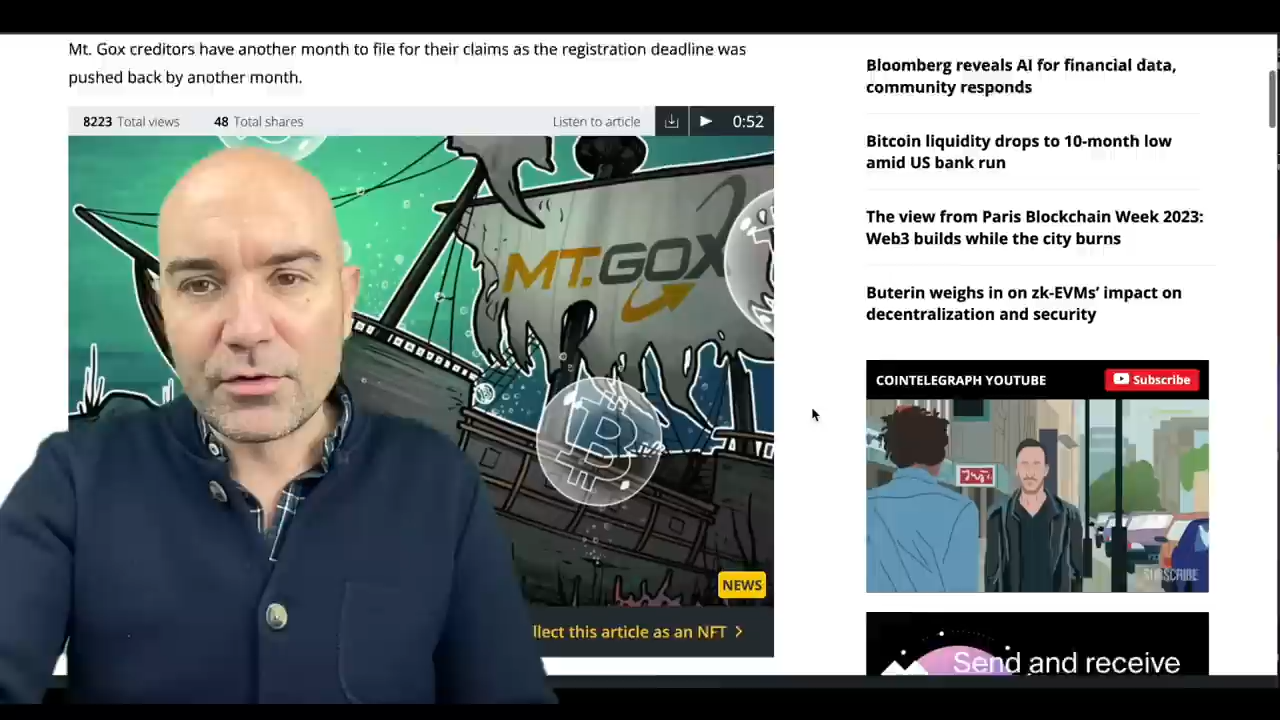 Mt. Gox creditors have another month to file for their claims as the registration deadline was
pushed back by another month.
8223 Total views 48 Total shares Listen to article 0:52
MT.GOX
NEWS
llect this article as an NFT >
Bloomberg reveals AI for financial data,
community responds
Bitcoin liquidity drops to 10-month low
amid US bank run
The view from Paris Blockchain Week 2023:
Web3 builds while the city burns
Buterin weighs in on zk-EVMs’ impact on
decentralization and security
COINTELEGRAPH YOUTUBE Subscribe
SUBSCRIBE
Send and receive